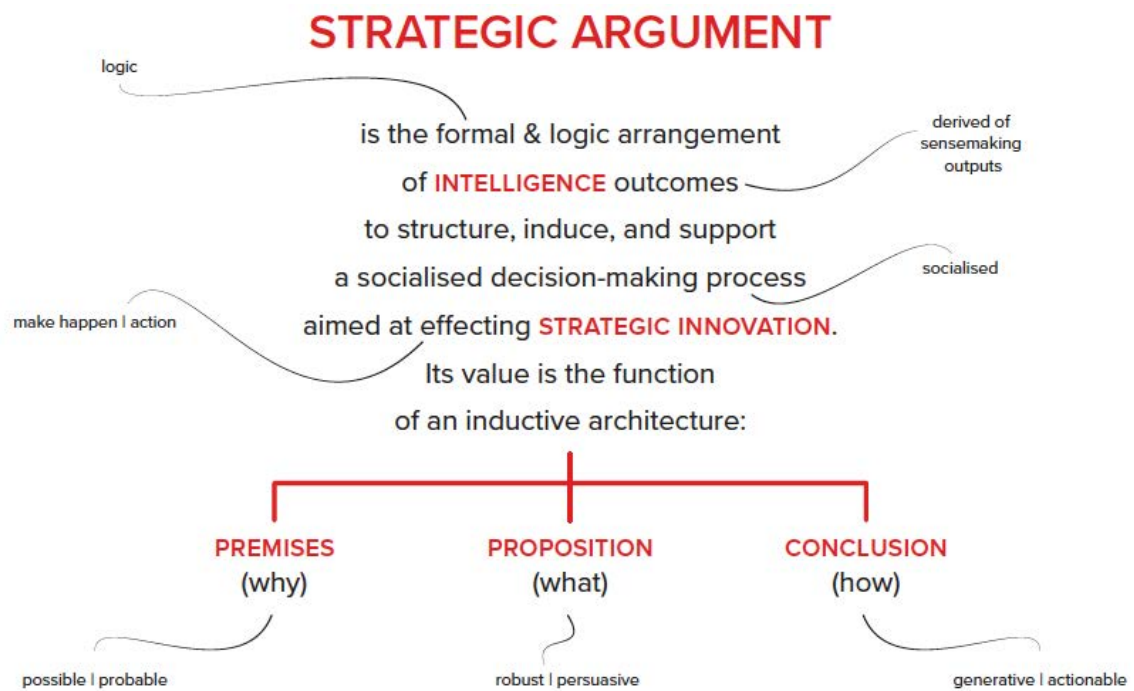 STRATEGIC ARGUMENT
logic
is the formal & logic arrangement
derived of
sensemaking
outputs
of INTELLIGENCE outcomes
to structure, induce, and support
a socialised decision-making process
socialised
make happen | action
aimed at effecting STRATEGIC INNOVATION.
Its value is the function
of an inductive architecture:
PREMISES
(why)
PROPOSITION
(what)
CONCLUSION
(how)
possible | probable
robust | persuasive
generative | actionable